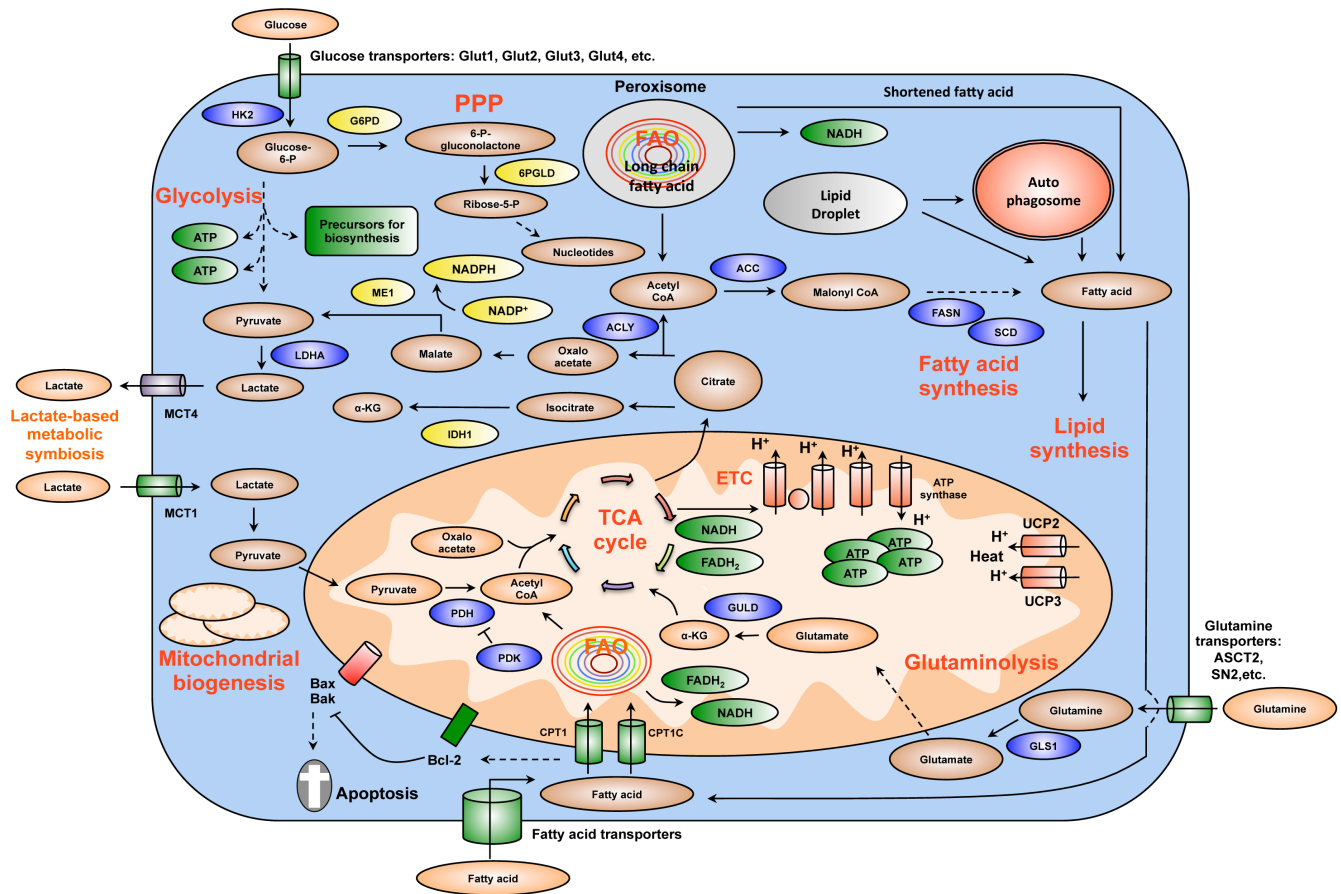 Glucose
Glucose transporters: Glut1, Glut2, Glut3, Glut4, etc.
HK2
G6PD
PPP
Glucose-
6-P
6-P-
gluconolactone
6PGLD
Ribose-5-P
Nucleotides
Glycolysis
ATP
ATP
Precursors for
biosynthesis
Peroxisome
FAO
Long chain
fatty acid
Shortened fatty acid
NADH
Lipid
Droplet
Auto
phagosome
NADPH
NADP+
ME1
Pyruvate
LDHA
Lactate
Malate
Oxalo
acetate
ACLY
Acetyl
CoA
ACC
Malonyl CoA
FASN
SCD
Fatty acid
Fatty acid
synthesis
Lipid
synthesis
Citrate
Isocitrate
α-KG
IDH1
Lactate
MCT4
Lactate-based
metabolic
symbiosis
Lactate
MCT1
Lactate
Pyruvate
Mitochondrial
biogenesis
ETC
H+
H+
H+
ATP
synthase
H+
TCA
cycle
NADH
FADH2
ATP
ATP
ATP
ATP
ATP
UCP2
H+
Heat
H+
UCP3
Oxalo
acetate
Pyruvate
Acetyl
CoA
PDH
PDK
FAO
GULD
α-KG
Glutamate
Glutaminolysis
FADH2
NADH
CPT1
CPT1C
Bax
Bak
Bcl-2
Apoptosis
Fatty acid
Fatty acid transporters
Fatty acid
Glutamate
GLS1
Glutamine
Glutamine
transporters:
ASCT2,
SN2,etc.
Glutamine